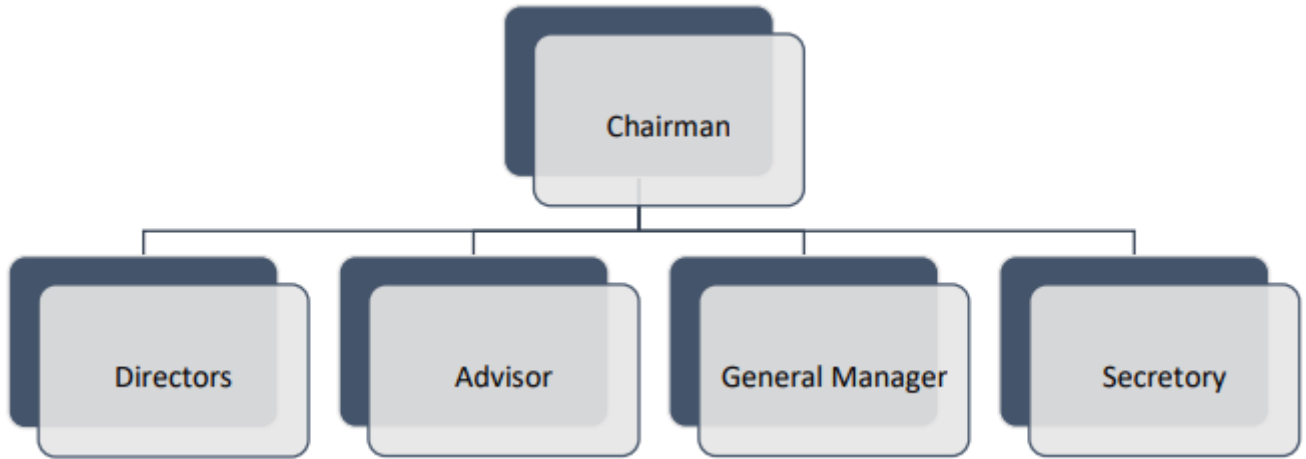 Chairman
Directors
Advisor
General Manager
Secretory